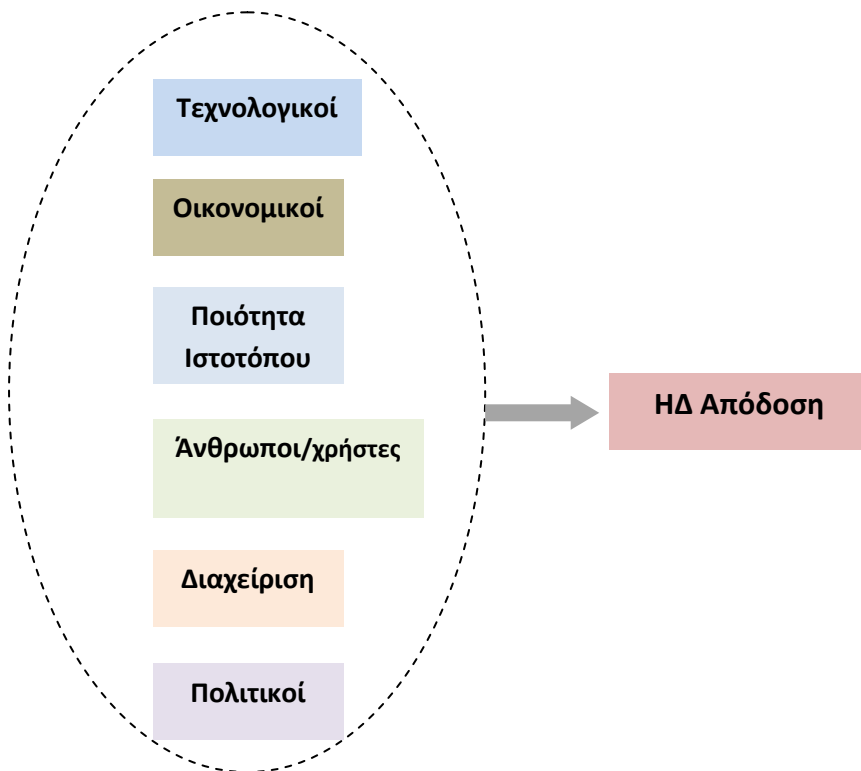 Τεχνολογικοί
Οικονομικοί
Ποιότητα
Ιστοτόπου
Άνθρωποι/χρήστες
Διαχείριση
Πολιτικοί
ΗΔ Απόδοση